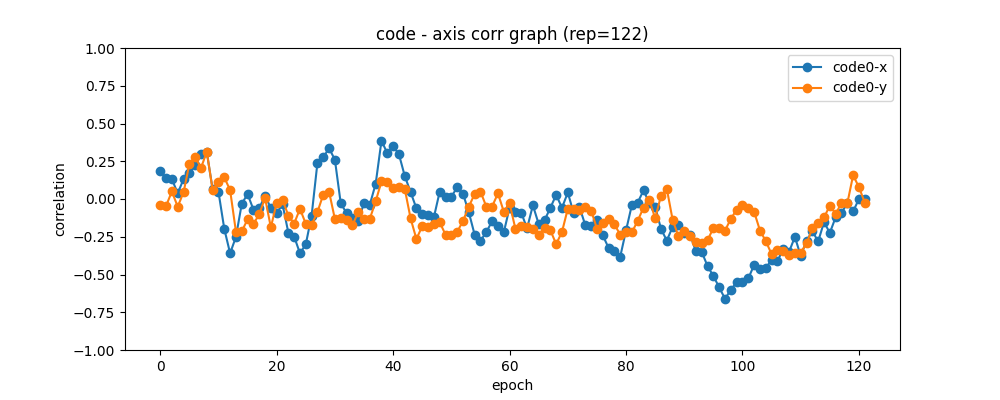 code - axis corr graph (rep=122)
1.00
0.75
0.50
0.25
0.00
−0.25
−0.50
−0.75
−1.00
correlation
code0-x
code0-y
0 20 40 60 80 100 120
epoch